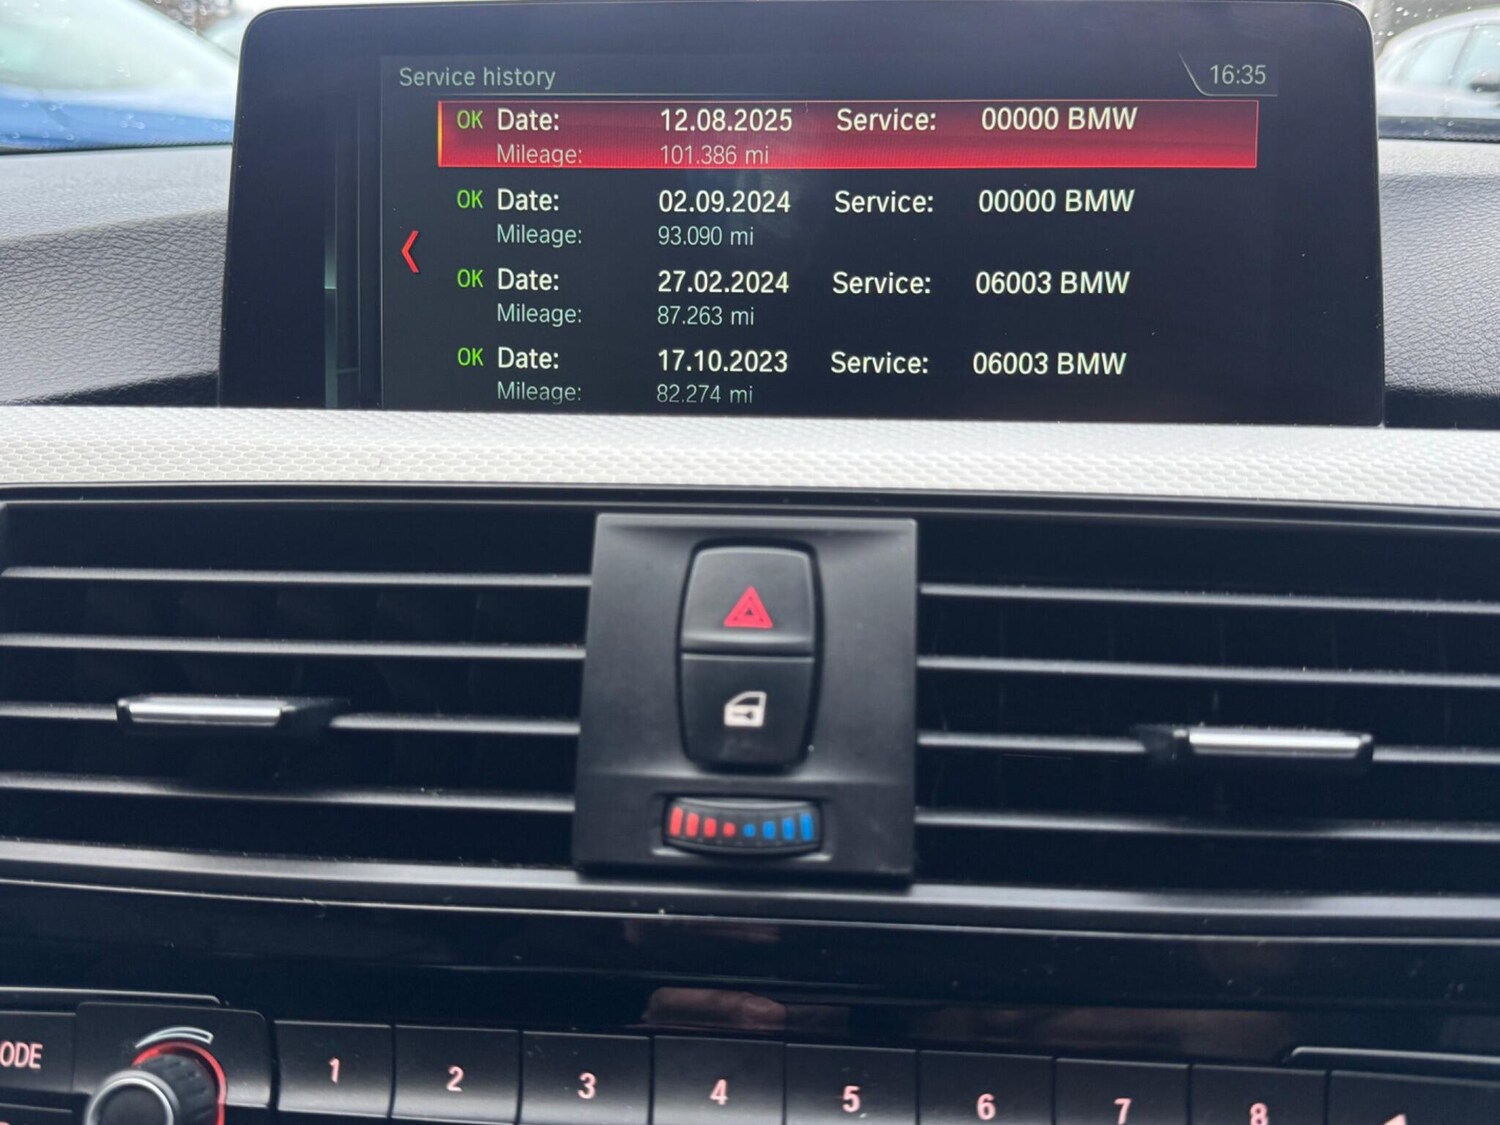 Service history 16:35
OK Date: 12.08.2025 Service: 00000 BMW
Mileage: 101.386 mi
OK Date: 02.09.2024 Service: 00000 BMW
Mileage: 93.090 mi
OK Date: 27.02.2024 Service: 06003 BMW
Mileage: 87.263 mi
OK Date: 17.10.2023 Service: 06003 BMW
Mileage: 82.274 mi
ODE 1 2 3 4 5 6 7 8